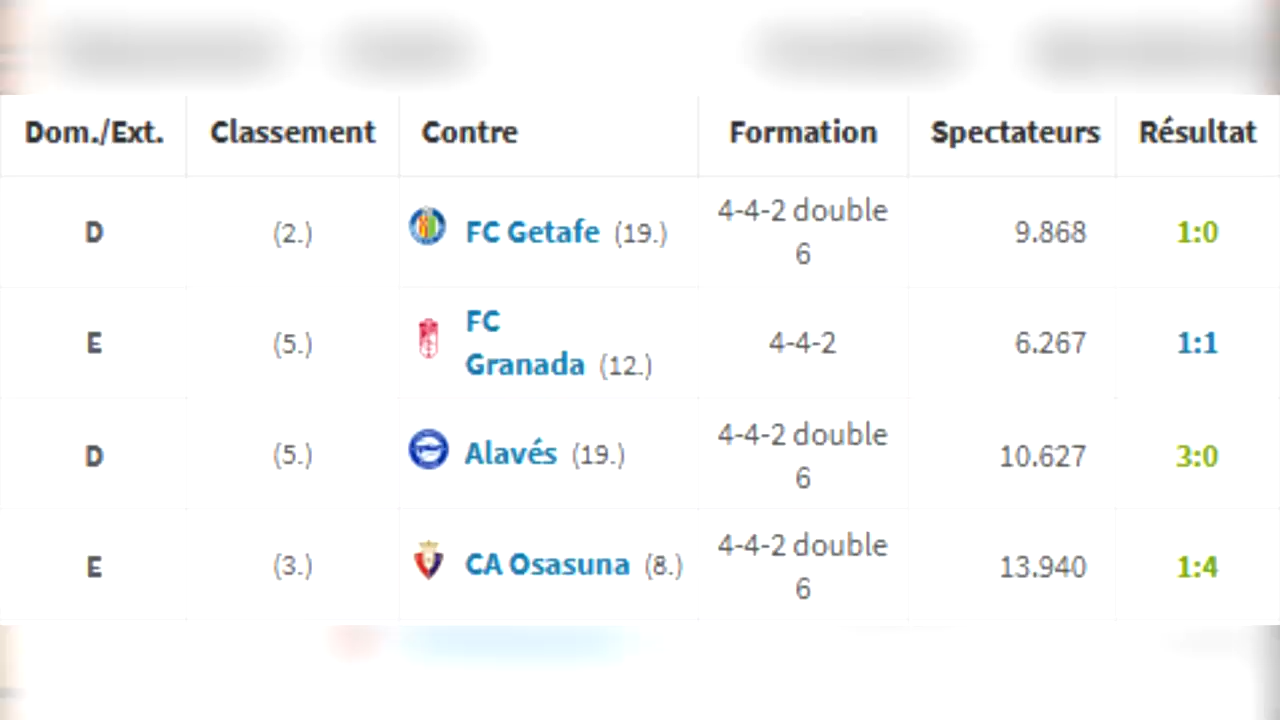 Dom./Ext. Classement Contre Formation Spectateurs Résultat
D (2.) FC Getafe (19.) 4-4-2 double 9.868 1:0
6
E (5.) FC 4-4-2 6.267 1:1
Granada (12.)
D (5.) Alavés (19.) 4-4-2 double 10.627 3:0
6
E (3.) CA Osasuna (8.) 4-4-2 double 13.940 1:4
6